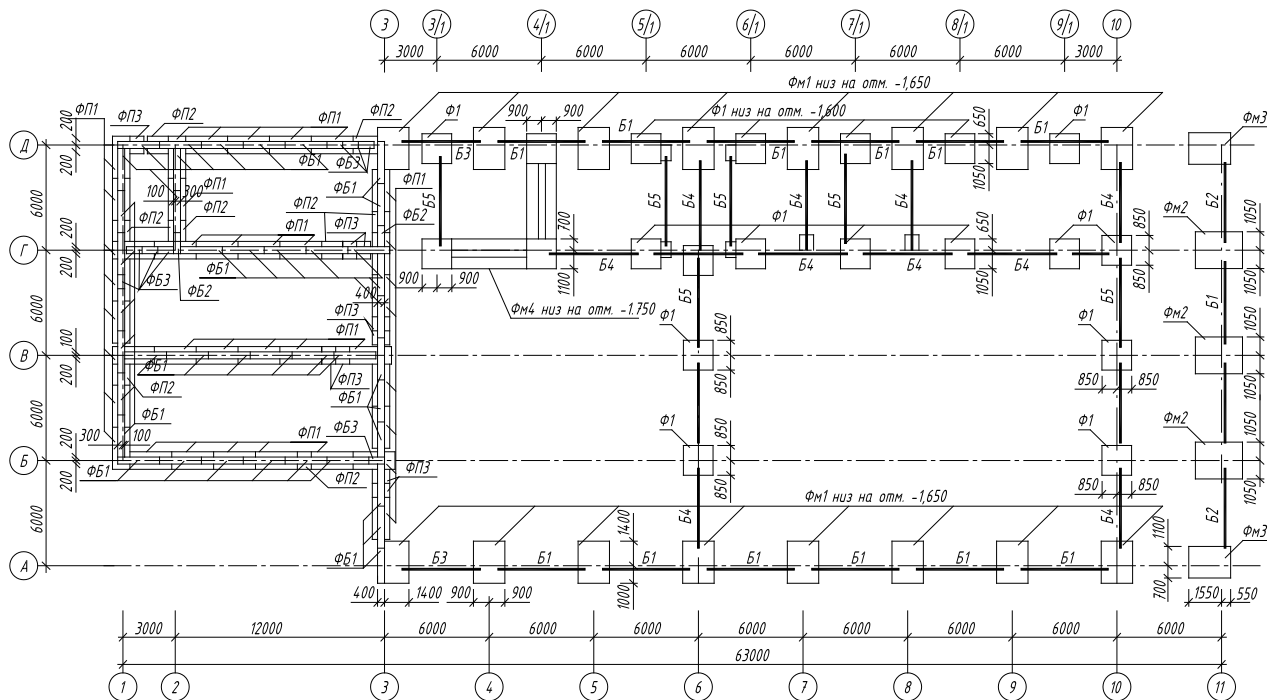 3 3/1 4/1 5/1 6/1 7/1 8/1 9/1 10
3000 6000 6000 6000 6000 6000 6000 3000
Фм1 низ на отм. -1,650
ФП1 ФП3 ФП2 ФП1 ФП2 Ф1 900 900 Ф1 низ на отм. -1,600 Ф1 Фм3
200 Б1 650 Б1
Д
200 ФБ1 ФБ3 Б3 Б1 Б1 Б1 Б1 1050
100 300 ФП1 ФБ1 ФП1
6000 ФП2 ФП2 ФП2 ФП3 ФБ2 Б5 Б5 Б4 Б5 Б4 Б5 Б4 Б4 Б2
ФП1 700 Ф1 650 Ф1 850 Фм2 1050
200
Г
200 ФБ3 ФБ1 ФБ2 400 900 900 1100 Б4 Б4 Б4 Б4 1050 850 1050
Фм4 низ на отм. -1.750
6000 ФП3 ФП1 Ф1 Б5 850 Ф1 Б5 Фм2 Б1 1050
100
В
200 ФБ1 ФП2 ФП3 ФБ1 850 850 850 1050
6000 ФБ1 300 100 ФП1 ФБ3 Ф1 850 Ф1 Фм2 1050
200
Б
200 ФБ1 ФП2 ФП3 850 850 850 1050
Фм1 низ на отм. -1,650
6000 1400 Б4 Б4 Б2 1100 Фм3
ФБ1 Б3 Б1 Б1 Б1 Б1 Б1 Б1
А
400 1400 900 900 1000 700 1550 550
3000 12000 6000 6000 6000 6000 6000 6000 6000 6000
63000
1 2 3 4 5 6 7 8 9 10 11